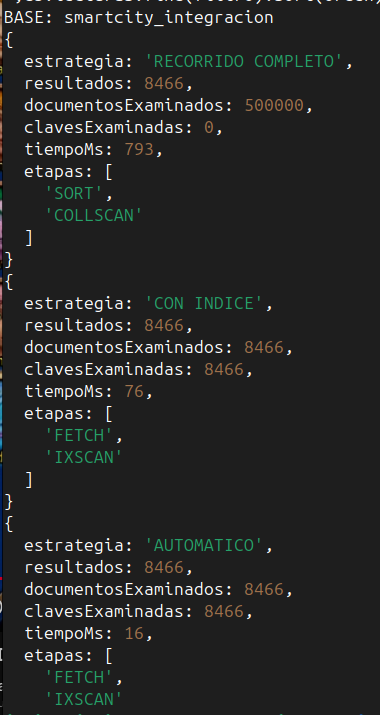 BASE: smartcity_integracion
{
  estrategia: 'RECORRIDO COMPLETO',
  resultados: 8466,
  documentosExaminados: 500000,
  clavesExaminadas: 0,
  tiempoMs: 793,
  etapas: [
    'SORT',
    'COLLSCAN'
  ]
}
{
  estrategia: 'CON INDICE',
  resultados: 8466,
  documentosExaminados: 8466,
  clavesExaminadas: 8466,
  tiempoMs: 76,
  etapas: [
    'FETCH',
    'IXSCAN'
  ]
}
{
  estrategia: 'AUTOMATICO',
  resultados: 8466,
  documentosExaminados: 8466,
  clavesExaminadas: 8466,
  tiempoMs: 16,
  etapas: [
    'FETCH',
    'IXSCAN'